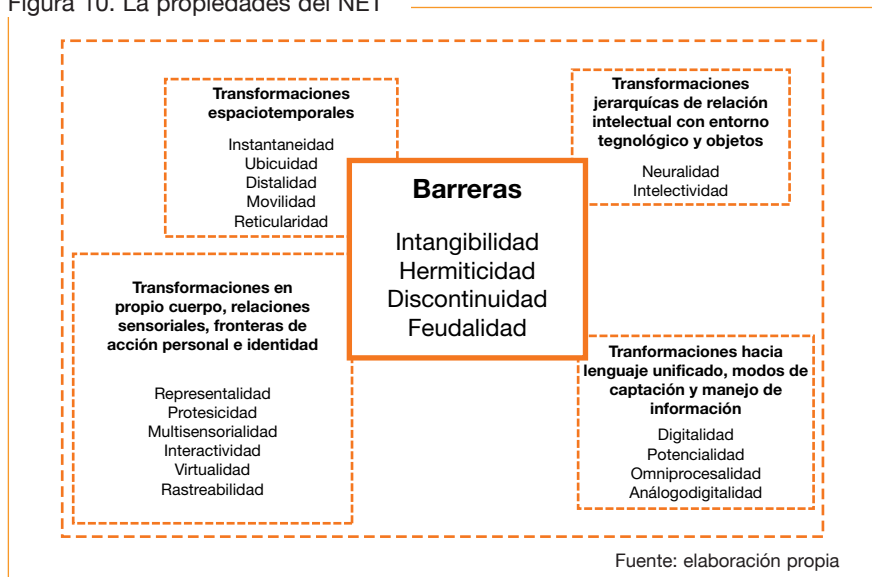 Figura 10. La propiedades del NET
Transformaciones
espaciotemporales
Instantaneidad
Ubicuidad
Distalidad
Movilidad
Reticularidad
Transformaciones
jerarquícas de relación
intelectual con entorno
tegnológico y objetos
Neuralidad
Intelectividad
Barreras
Intangibilidad
Hermiticidad
Discontinuidad
Feudalidad
Transformaciones en
propio cuerpo, relaciones
sensoriales, fronteras de
acción personal e identidad
Representalidad
Protesicidad
Multisensorialidad
Interactividad
Virtualidad
Rastreabilidad
Tranformaciones hacia
lenguaje unificado, modos de
captación y manejo de
información
Digitalidad
Potencialidad
Omniprocesalidad
Análogodigitalidad
Fuente: elaboración propia